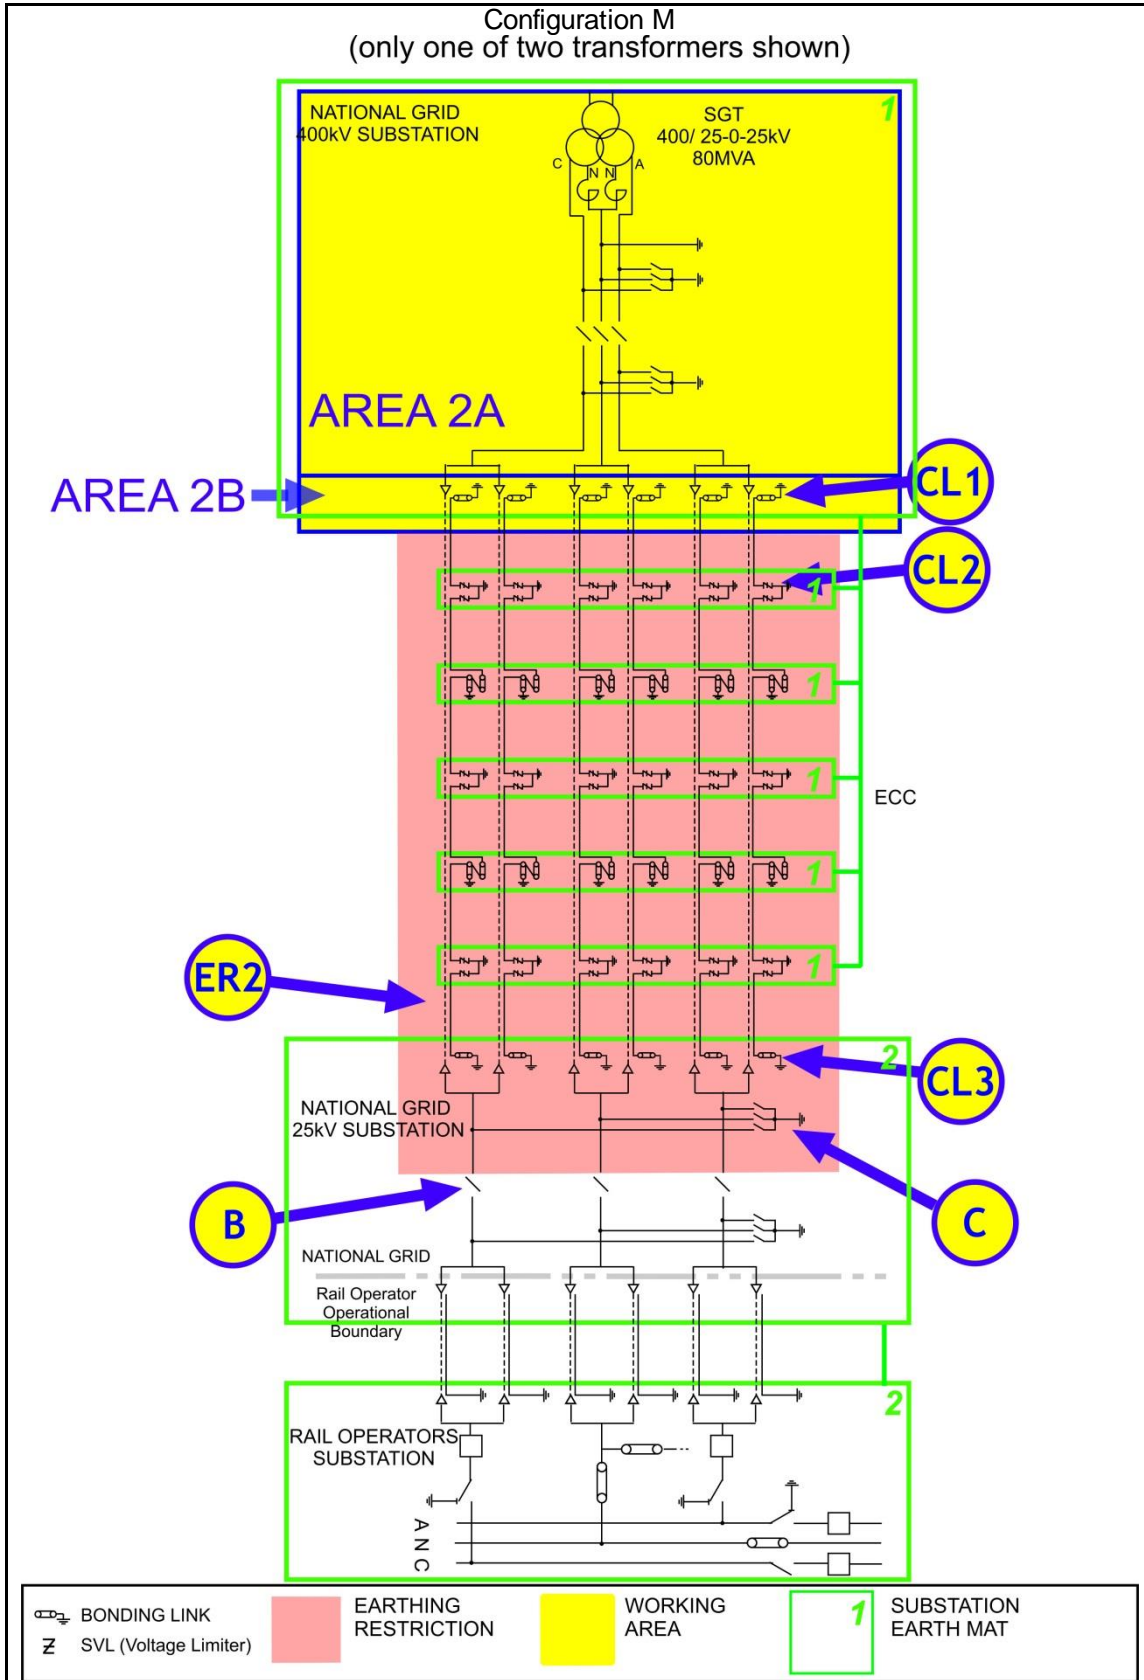 Configuration M
(only one of two transformers shown)
NATIONAL GRID
400kV SUBSTATION
SGT
400/ 25-0-25kV
80MVA
1
C
N N
A
AREA 2A
AREA 2B
CL1
CL2
1
1
1
ECC
1
1
ER2
2
CL3
NATIONAL GRID
25kV SUBSTATION
B
C
NATIONAL GRID
Rail Operator
Operational
Boundary
2
RAIL OPERATORS
SUBSTATION
A
N
C
BONDING LINK
SVL (Voltage Limiter)
EARTHING
RESTRICTION
WORKING
AREA
1
SUBSTATION
EARTH MAT